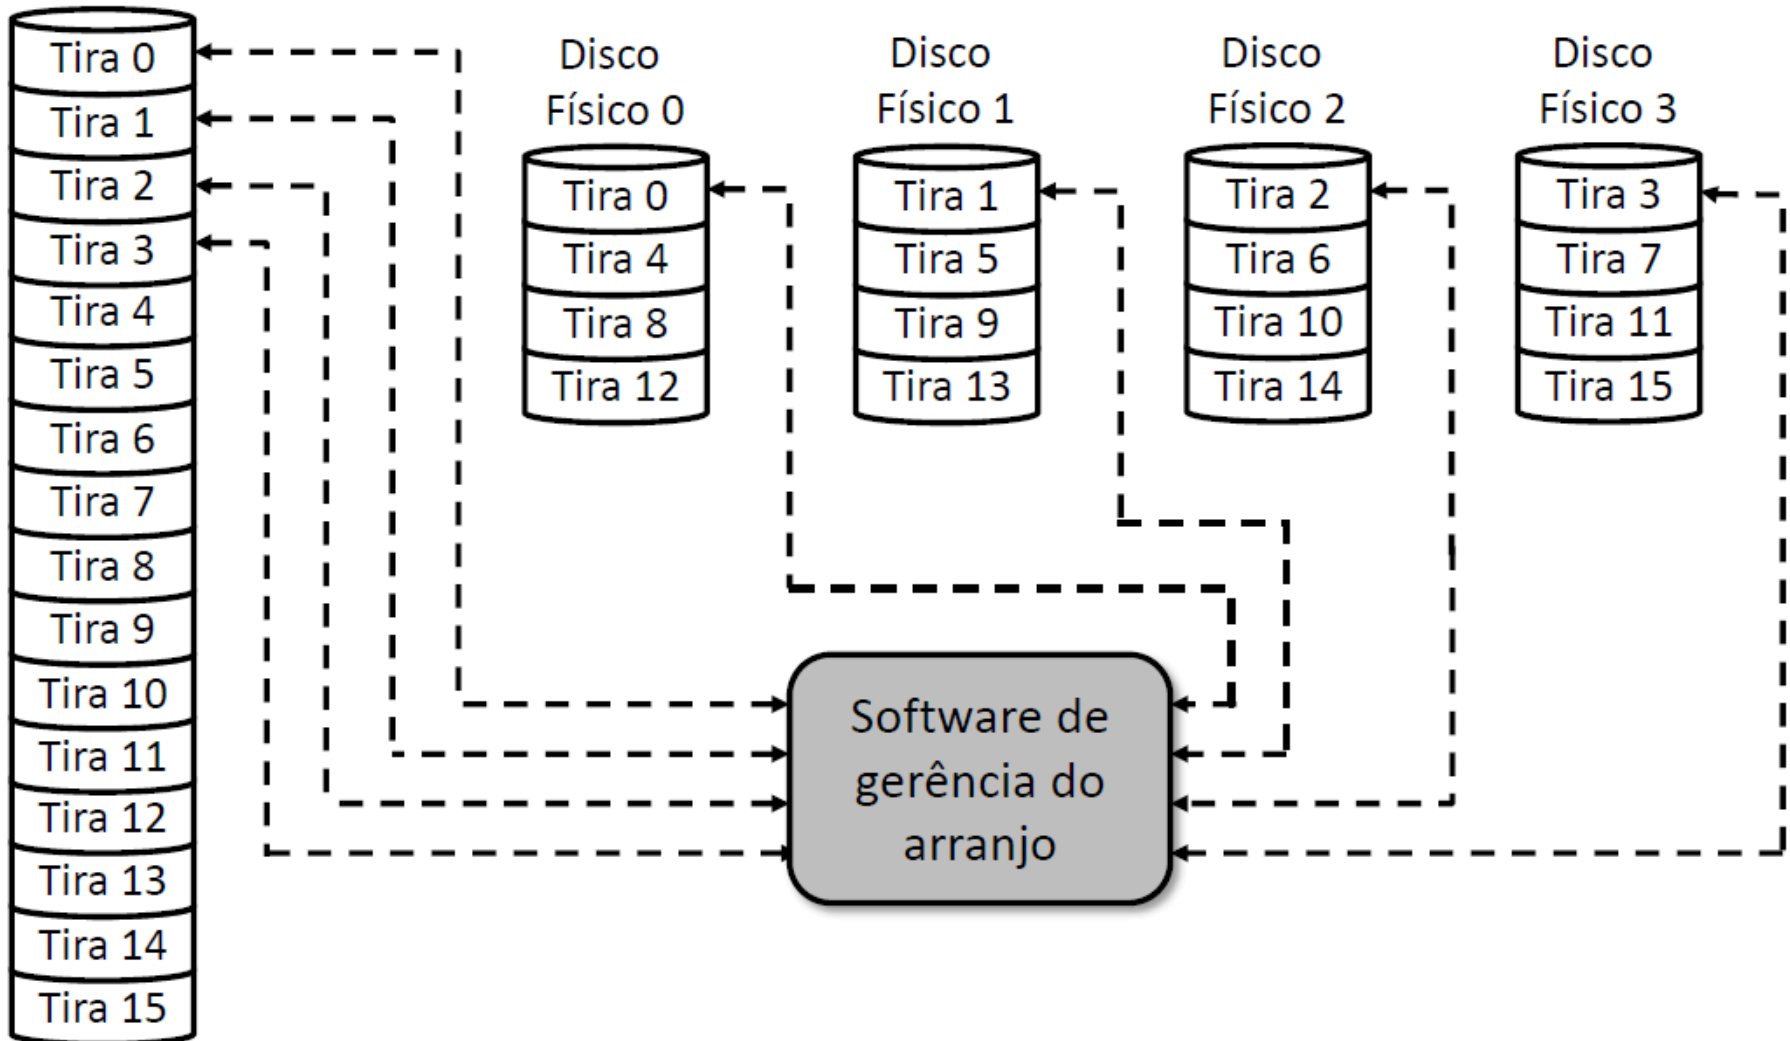 Tira 0
Tira 1
Tira 2
Tira 3
Tira 4
Tira 5
Tira 6
Tira 7
Tira 8
Tira 9
Tira 10
Tira 11
Tira 12
Tira 13
Tira 14
Tira 15
Disco
Físico 0
Tira 0
Tira 4
Tira 8
Tira 12
Disco
Físico 1
Tira 1
Tira 5
Tira 9
Tira 13
Disco
Físico 2
Tira 2
Tira 6
Tira 10
Tira 14
Disco
Físico 3
Tira 3
Tira 7
Tira 11
Tira 15
Software de
gerência do
arranjo